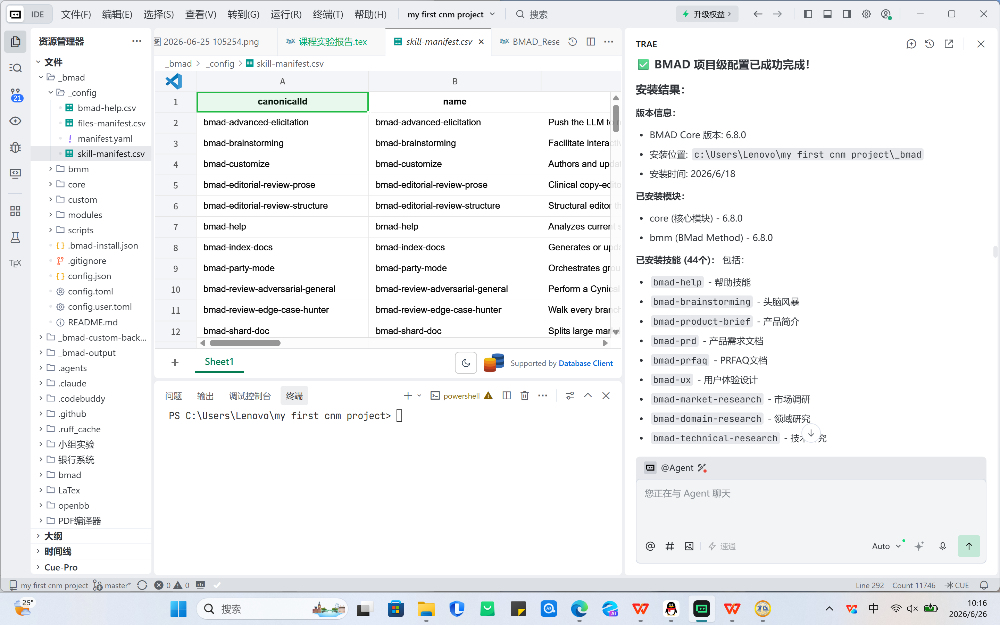 IDE 文件(F) 编辑(E) 选择(S) 查看(V) 转到(G) 运行(R) 终端(T) 帮助(H) my first cnm project 搜索 升级权益
资源管理器
文件
_bmad
_config
bmad-help.csv
files-manifest.csv
manifest.yaml
skill-manifest.csv
bmm
core
custom
modules
scripts
.bmad-install.json
.gitignore
config.json
config.toml
config.user.toml
README.md
_bmad-custom-back...
_bmad-output
.agents
.claude
.codebuddy
.github
.ruff_cache
小组实验
银行系统
bmad
LaTex
openbb
PDF编译器
大纲
时间线
Cue-Pro
21
TEX
图 2026-06-25 105254.png TEX 课程实验报告.tex skill-manifest.csv TEX BMAD_Rese
_bmad > _config > skill-manifest.csv
A B
1 canonicalId name
2 bmad-advanced-elicitation bmad-advanced-elicitation Push the LLM to re
3 bmad-brainstorming bmad-brainstorming Facilitate interactiv
4 bmad-customize bmad-customize Authors and updat
5 bmad-editorial-review-prose bmad-editorial-review-prose Clinical copy-edito
6 bmad-editorial-review-structure bmad-editorial-review-structure Structural editor th
7 bmad-help bmad-help Analyzes current s
8 bmad-index-docs bmad-index-docs Generates or upda
9 bmad-party-mode bmad-party-mode Orchestrates grou
10 bmad-review-adversarial-general bmad-review-adversarial-general Perform a Cynical
11 bmad-review-edge-case-hunter bmad-review-edge-case-hunter Walk every branch
12 bmad-shard-doc bmad-shard-doc Splits large markdo
Sheet1 Supported by Database Client
问题 输出 调试控制台 终端 powershell
PS C:\Users\Lenovo\my first cnm project>
TRAE
✅ BMAD 项目级配置已成功完成！
安装结果：
版本信息：
• BMAD Core 版本: 6.8.0
• 安装位置: c:\Users\Lenovo\my first cnm project\_bmad
• 安装时间: 2026/6/18
已安装模块：
• core (核心模块) - 6.8.0
• bmm (BMad Method) - 6.8.0
已安装技能 (44个)： 包括：
• bmad-help - 帮助技能
• bmad-brainstorming - 头脑风暴
• bmad-product-brief - 产品简介
• bmad-prd - 产品需求文档
• bmad-prfaq - PRFAQ文档
• bmad-ux - 用户体验设计
• bmad-market-research - 市场调研
• bmad-domain-research - 领域研究
• bmad-technical-research - 技术 究
@Agent
您正在与 Agent 聊天
速通 Auto
my first cnm project master* 0 0 Line 292 Count 11746 CUE
25° 搜索 Aa AI 中 10:16
2026/6/26